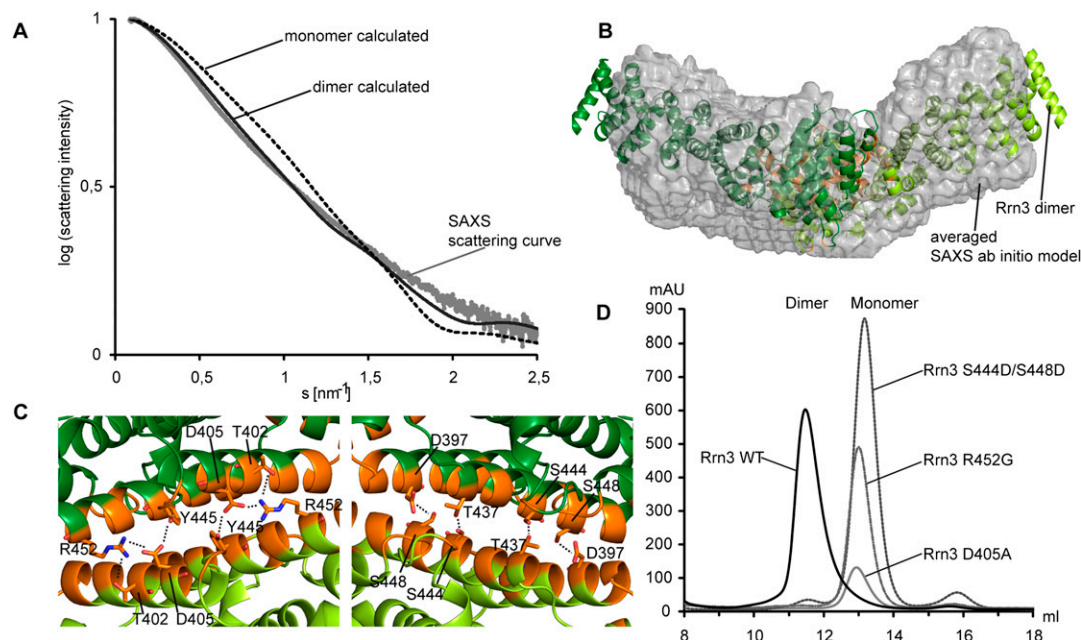 A
1
0,5
0
log (scattering intensity)
monomer calculated
dimer calculated
SAXS
scattering curve
0
0,5
1
1,5
2
2,5
s [nm-1]
B
Rrn3 dimer
averaged
SAXS ab initio model
C
D405 T402
Y445
R452
Y445
R452
T402 D405
D397
S444
S448
T437
T437
D397
S448
S444
D
mAU
900
800
700
600
500
400
300
200
100
0
Dimer Monomer
Rrn3 S444D/S448D
Rrn3 WT
Rrn3 R452G
Rrn3 D405A
8 10 12 14 16 18
ml